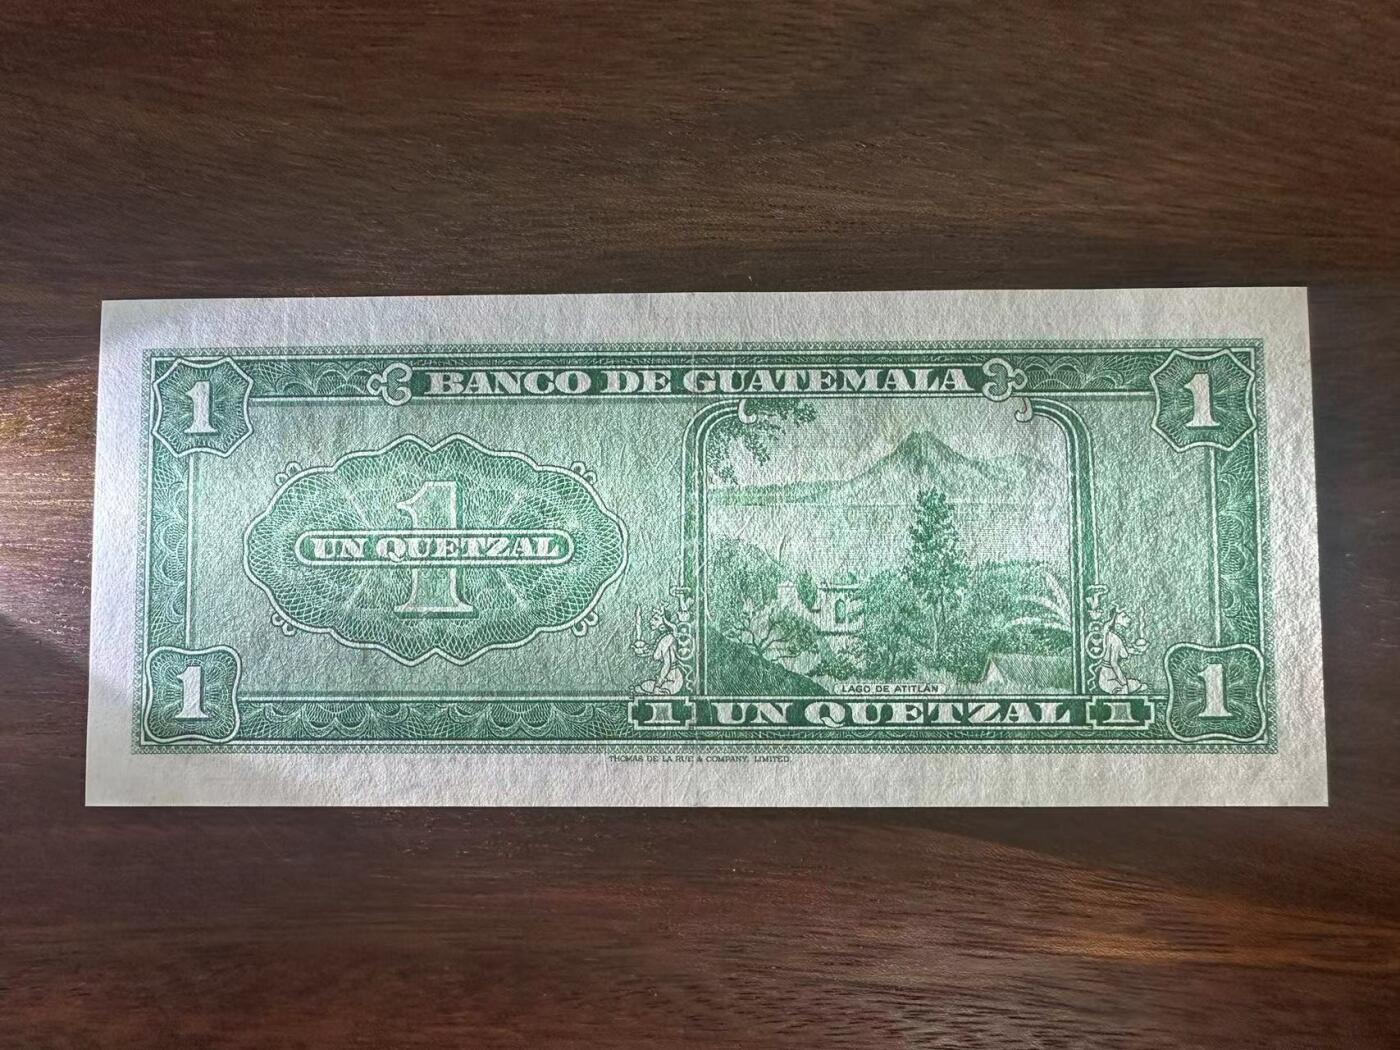 1 BANCO DE GUATEMALA 1
1
UN QUETZAL
LAGO DE ATITLÁN
1 1 UN QUETZAL 1 1
THOMAS DE LA RUE & COMPANY, LIMITED.